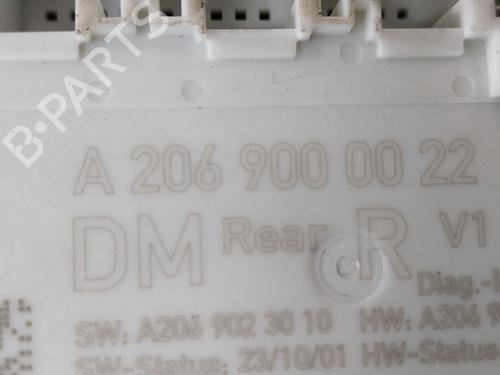 B-PARTS
A 206 900 00 22
DM Rear R V1
Diag.-
SW: A206 902 30 10 HW: A206 9
SW-Status: 23/10/01 HW-Status